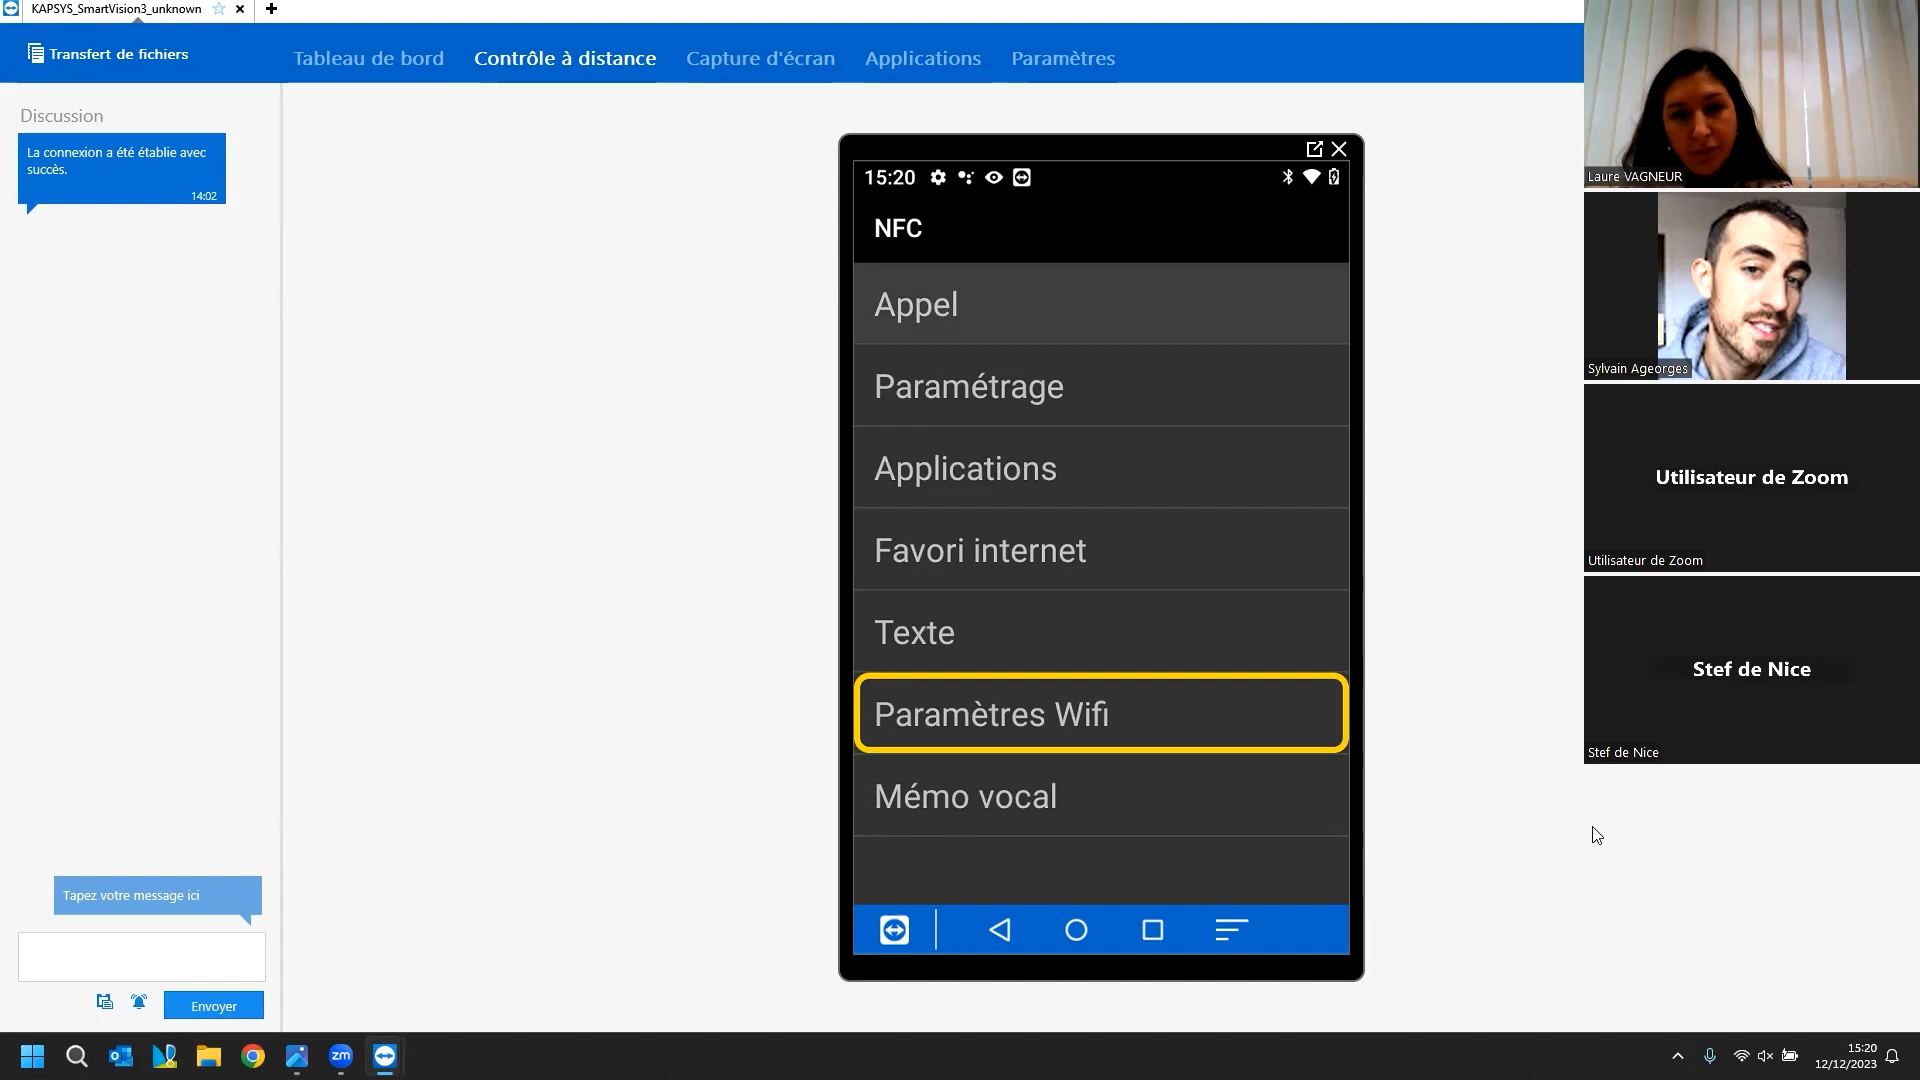 KAPSYS_SmartVision3_unknown
Transfert de fichiers
Tableau de bord
Contrôle à distance
Capture d'écran
Applications
Paramètres
Discussion
La connexion a été établie avec
succès.
14:02
Tapez votre message ici
Envoyer
15:20
NFC
Appel
Paramétrage
Applications
Favori internet
Texte
Paramètres Wifi
Mémo vocal
Laure VAGNEUR
Sylvain Ageorges
Utilisateur de Zoom
Utilisateur de Zoom
Stef de Nice
Stef de Nice
zm
15:20
12/12/2023